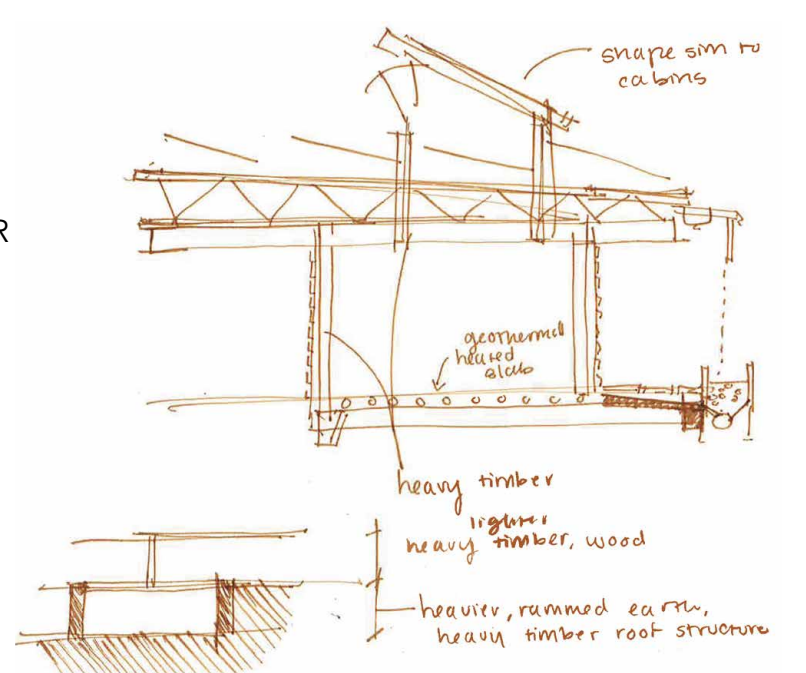 shape sim to
cabins
R
geothermal
heated
slab
heavy timber
lighter
heavy timber, wood
heavier, rammed earth,
heavy timber roof structure